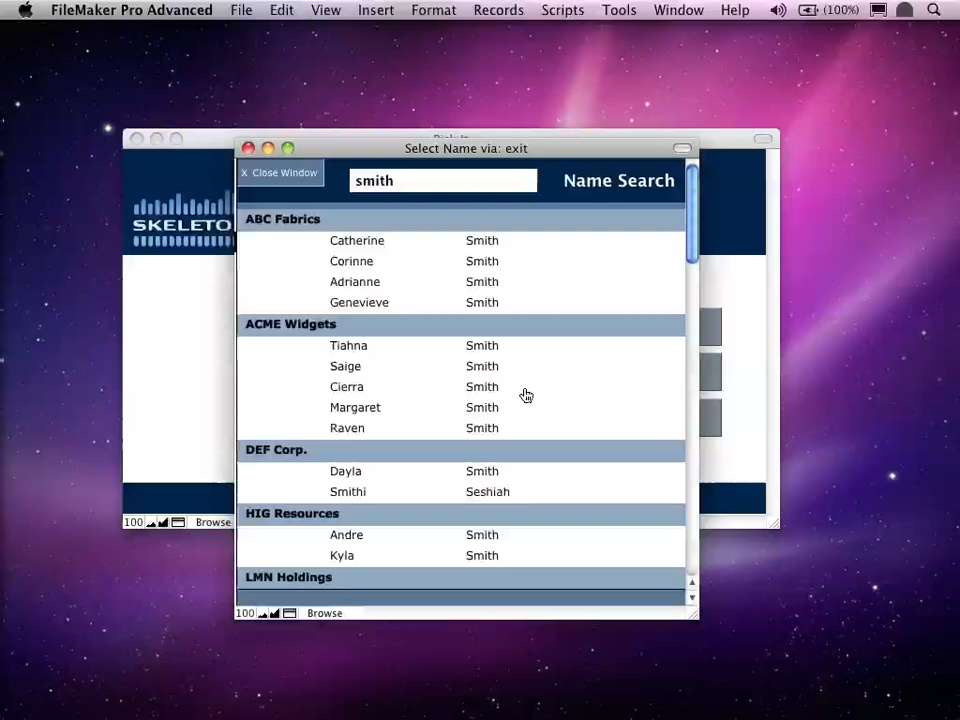 FileMaker Pro Advanced File Edit View Insert Format Records Scripts Tools Window Help (100%)
Select Name via: exit
X Close Window
smith
Name Search
SKELETO
ABC Fabrics
Catherine Smith
Corinne Smith
Adrianne Smith
Genevieve Smith
ACME Widgets
Tiahna Smith
Saige Smith
Cierra Smith
Margaret Smith
Raven Smith
DEF Corp.
Dayla Smith
Smithi Seshiah
HIG Resources
Andre Smith
Kyla Smith
LMN Holdings
100 Browse
100 Browse